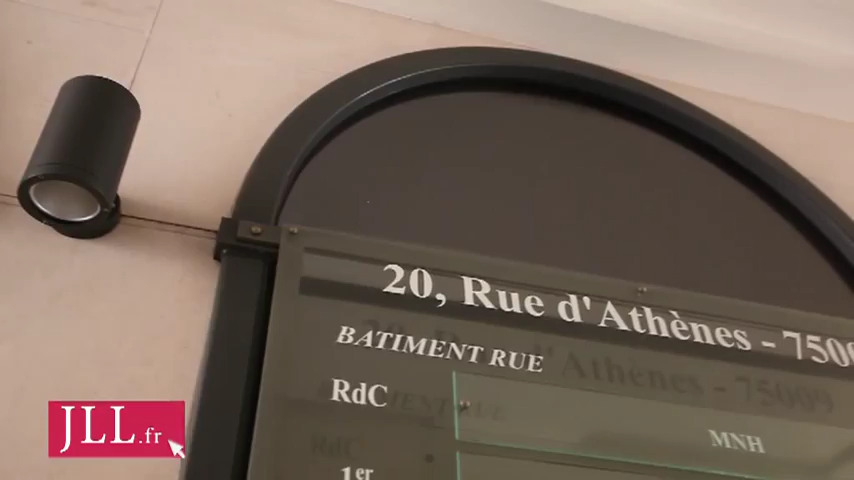 20, Rue d'Athènes - 7500
BATIMENT RUE
RdC
MNH
1er
JLL.fr